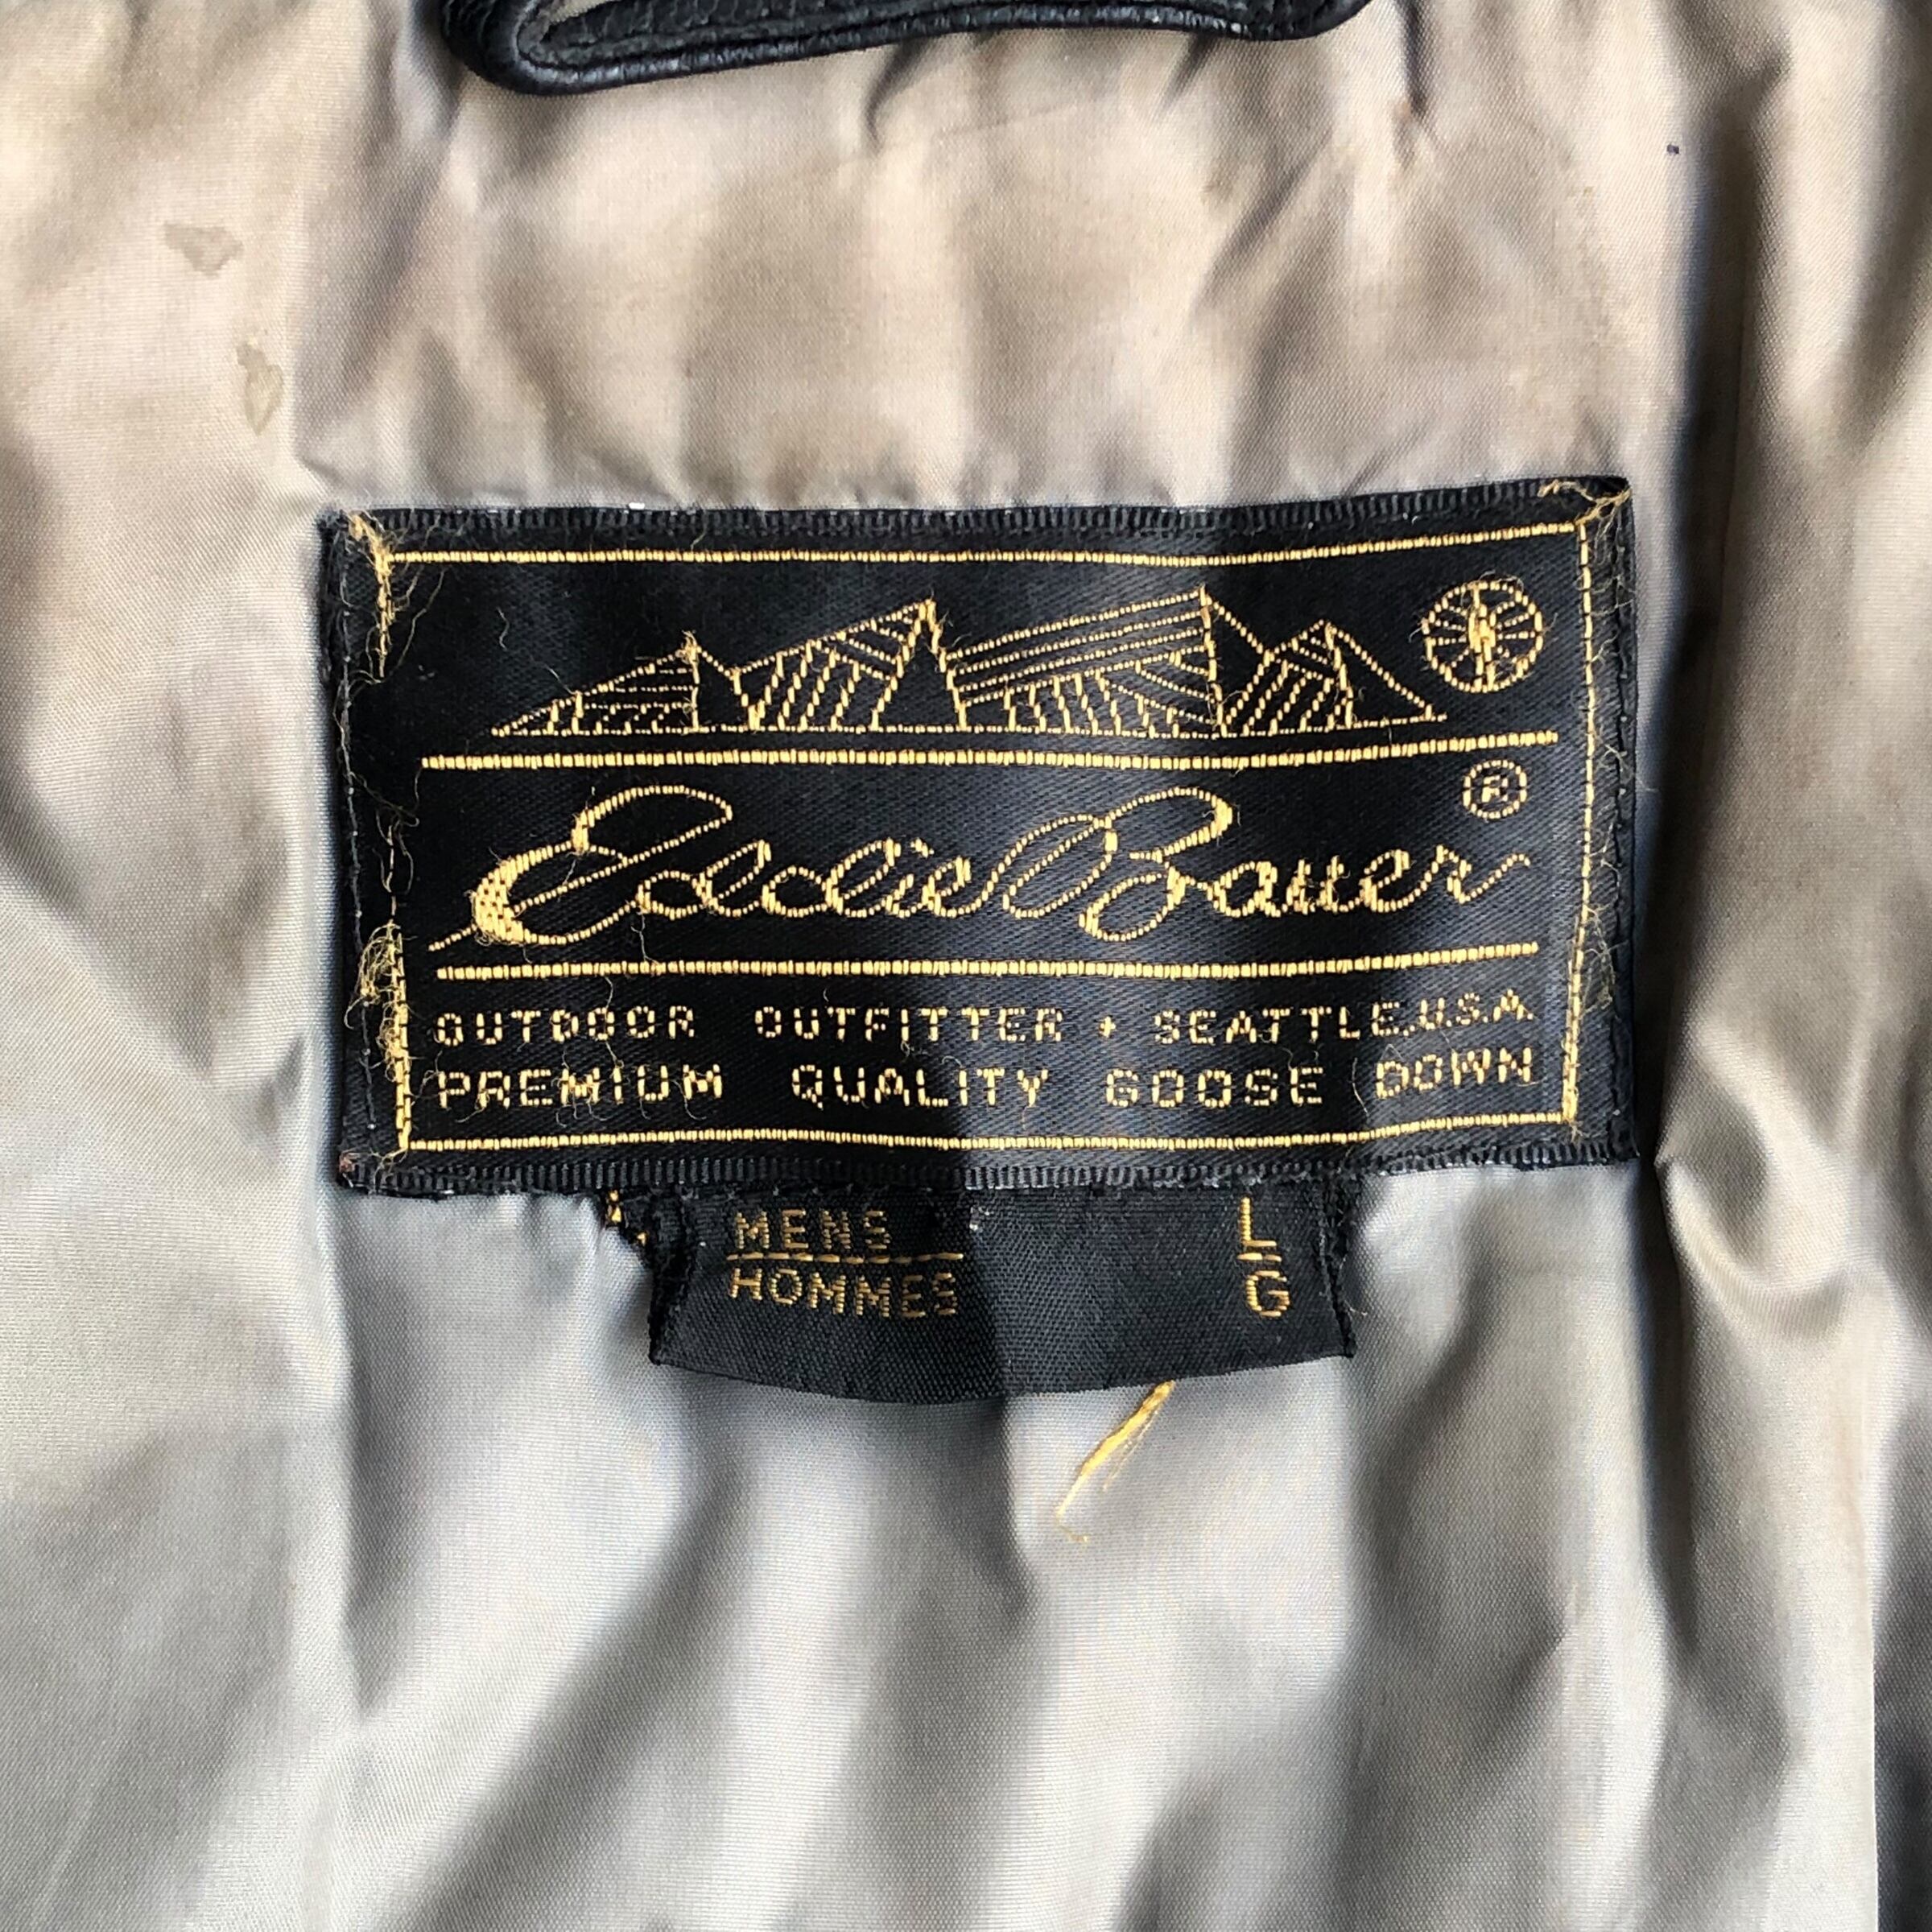 ®
Eddie Bauer
OUTDOOR OUTFITTER • SEATTLE,U.S.A
PREMIUM QUALITY GOOSE DOWN
MENS L
HOMMES G